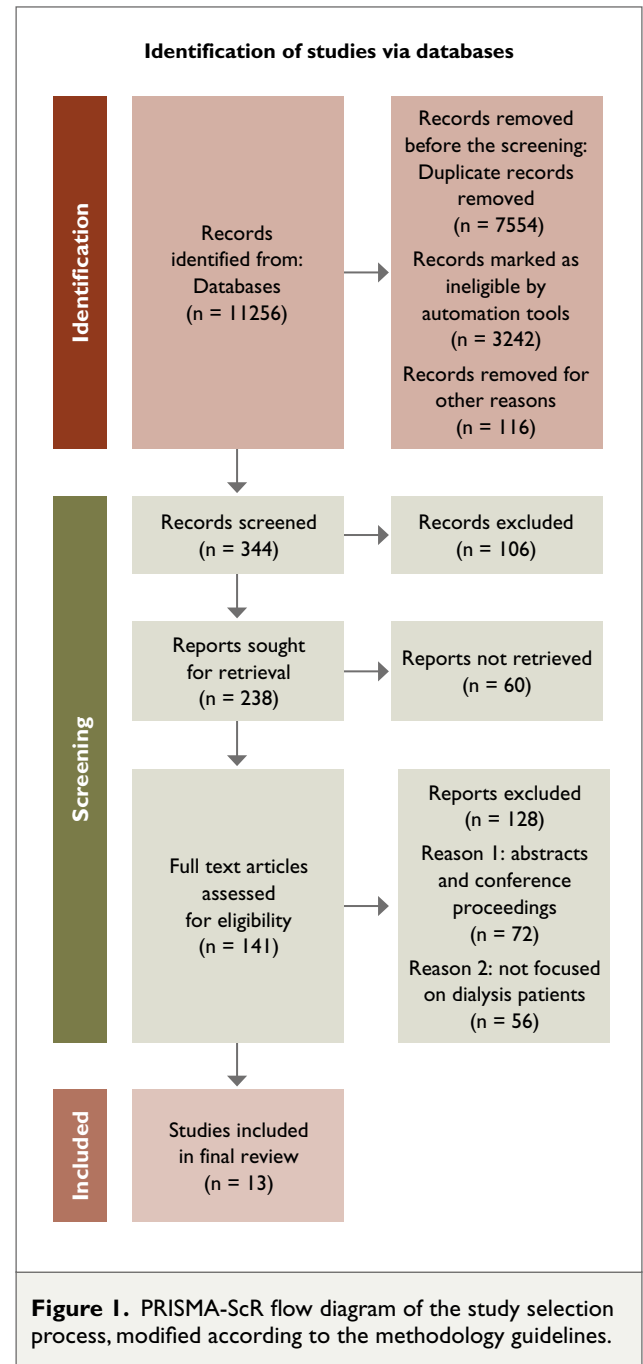 Identification of studies via databases
Identification
Records
identified from:
Databases
(n = 11256)
Records removed
before the screening:
Duplicate records
removed
(n = 7554)
Records marked as
ineligible by
automation tools
(n = 3242)
Records removed for
other reasons
(n = 116)
Screening
Records screened
(n = 344)
Records excluded
(n = 106)
Reports sought
for retrieval
(n = 238)
Reports not retrieved
(n = 60)
Full text articles
assessed
for eligibility
(n = 141)
Reports excluded
(n = 128)
Reason 1: abstracts
and conference
proceedings
(n = 72)
Reason 2: not focused
on dialysis patients
(n = 56)
Included
Studies included
in final review
(n = 13)
Figure 1. PRISMA-ScR flow diagram of the study selection
process, modified according to the methodology guidelines.